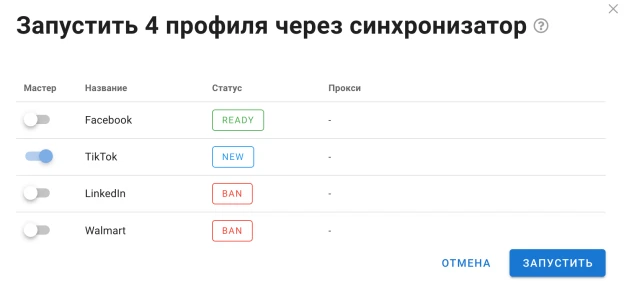 Запустить 4 профиля через синхронизатор ?
Мастер Название Статус Прокси
Facebook READY -
TikTok NEW -
LinkedIn BAN -
Walmart BAN -
ОТМЕНА ЗАПУСТИТЬ